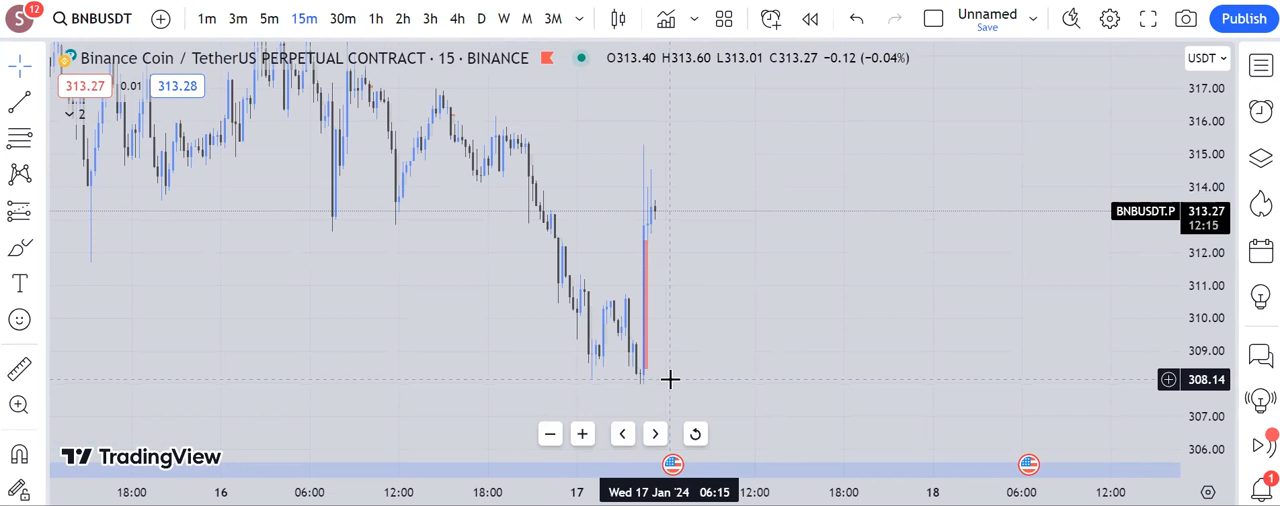 S 12 BNBUSDT 1m 3m 5m 15m 30m 1h 2h 3h 4h D W M 3M Unnamed Save Publish
Binance Coin / TetherUS PERPETUAL CONTRACT · 15 · BINANCE O313.40 H313.60 L313.01 C313.27 −0.12 (−0.04%) USDT
313.27 0.01 313.28
2
317.00
316.00
315.00
314.00
BNBUSDT.P 313.27
12:15
312.00
311.00
310.00
309.00
308.14
307.00
306.00
TradingView
18:00 16 06:00 12:00 18:00 17 Wed 17 Jan '24 06:15 12:00 18:00 18 06:00 12:00
1